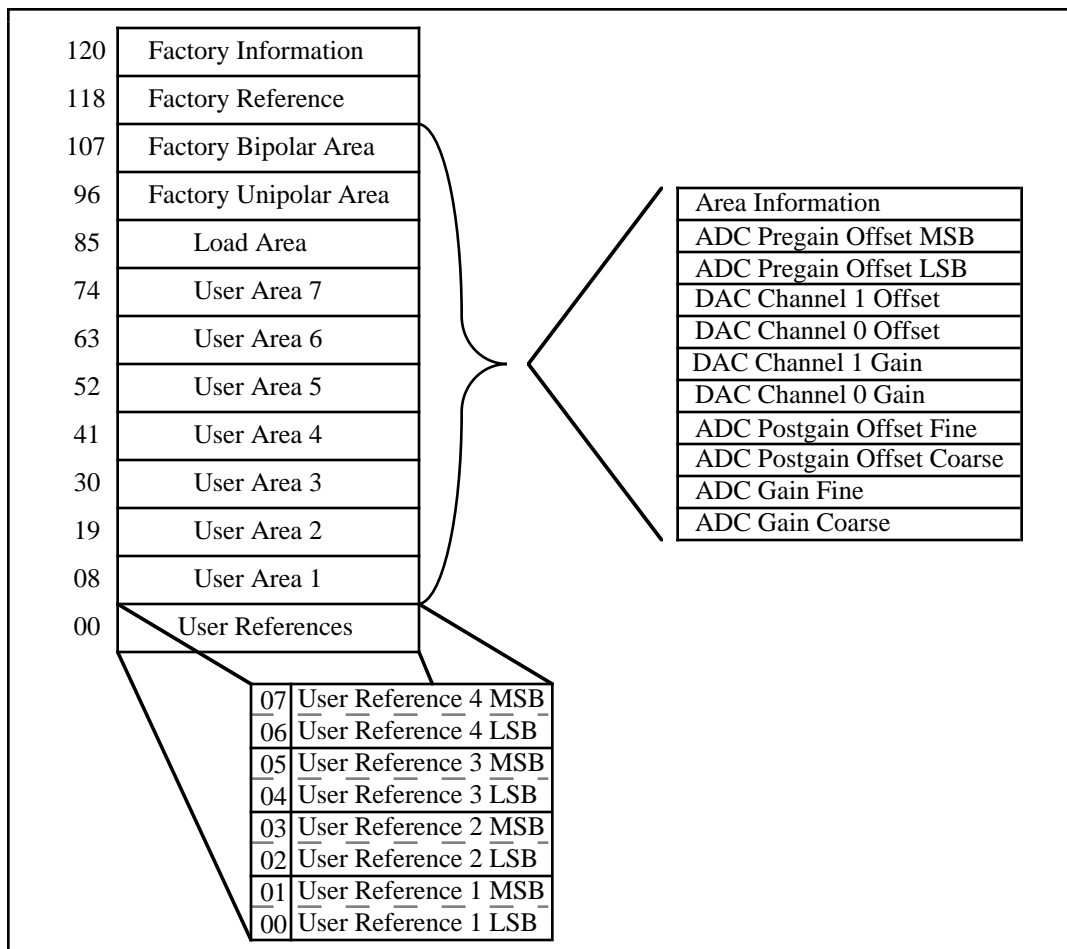 120 Factory Information
118 Factory Reference
107 Factory Bipolar Area
96 Factory Unipolar Area
85 Load Area
74 User Area 7
63 User Area 6
52 User Area 5
41 User Area 4
30 User Area 3
19 User Area 2
08 User Area 1
00 User References
Area Information
ADC Pregain Offset MSB
ADC Pregain Offset LSB
DAC Channel 1 Offset
DAC Channel 0 Offset
DAC Channel 1 Gain
DAC Channel 0 Gain
ADC Postgain Offset Fine
ADC Postgain Offset Coarse
ADC Gain Fine
ADC Gain Coarse
07 User Reference 4 MSB
06 User Reference 4 LSB
05 User Reference 3 MSB
04 User Reference 3 LSB
03 User Reference 2 MSB
02 User Reference 2 LSB
01 User Reference 1 MSB
00 User Reference 1 LSB